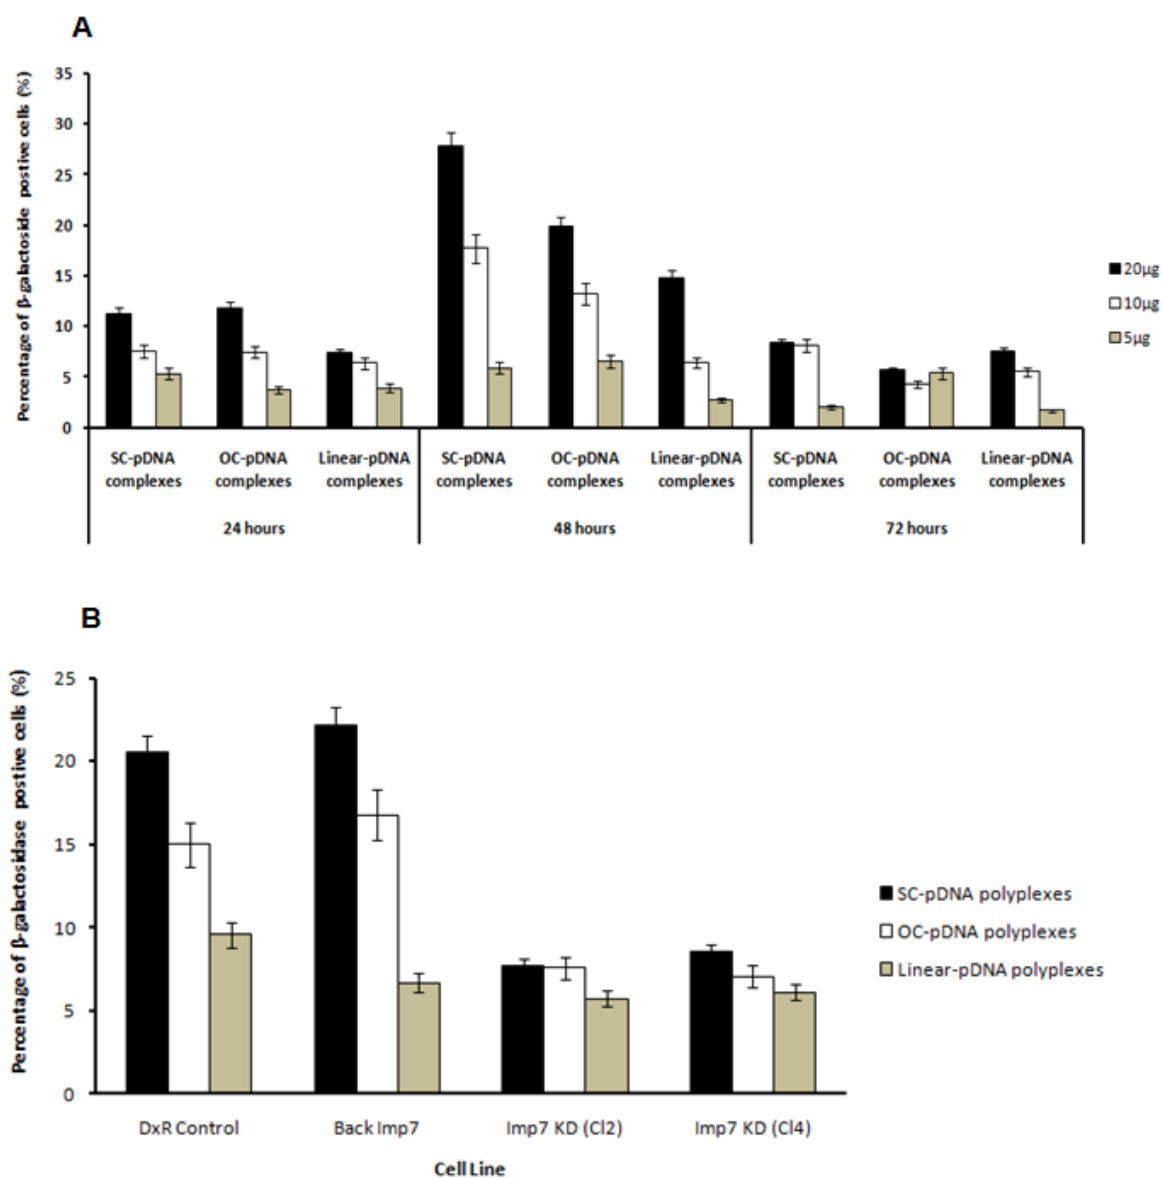 A
Percentage of β-galactoside postive cells (%)
35
30
25
20
15
10
5
0
20µg
10µg
5µg
SC-pDNA complexes
OC-pDNA complexes
Linear-pDNA complexes
SC-pDNA complexes
OC-pDNA complexes
Linear-pDNA complexes
SC-pDNA complexes
OC-pDNA complexes
Linear-pDNA complexes
24 hours
48 hours
72 hours
B
Percentage of β-galactosidase postive cells (%)
25
20
15
10
5
0
SC-pDNA polyplexes
OC-pDNA polyplexes
Linear-pDNA polyplexes
DxR Control
Back Imp7
Imp7 KD (Cl2)
Imp7 KD (Cl4)
Cell Line